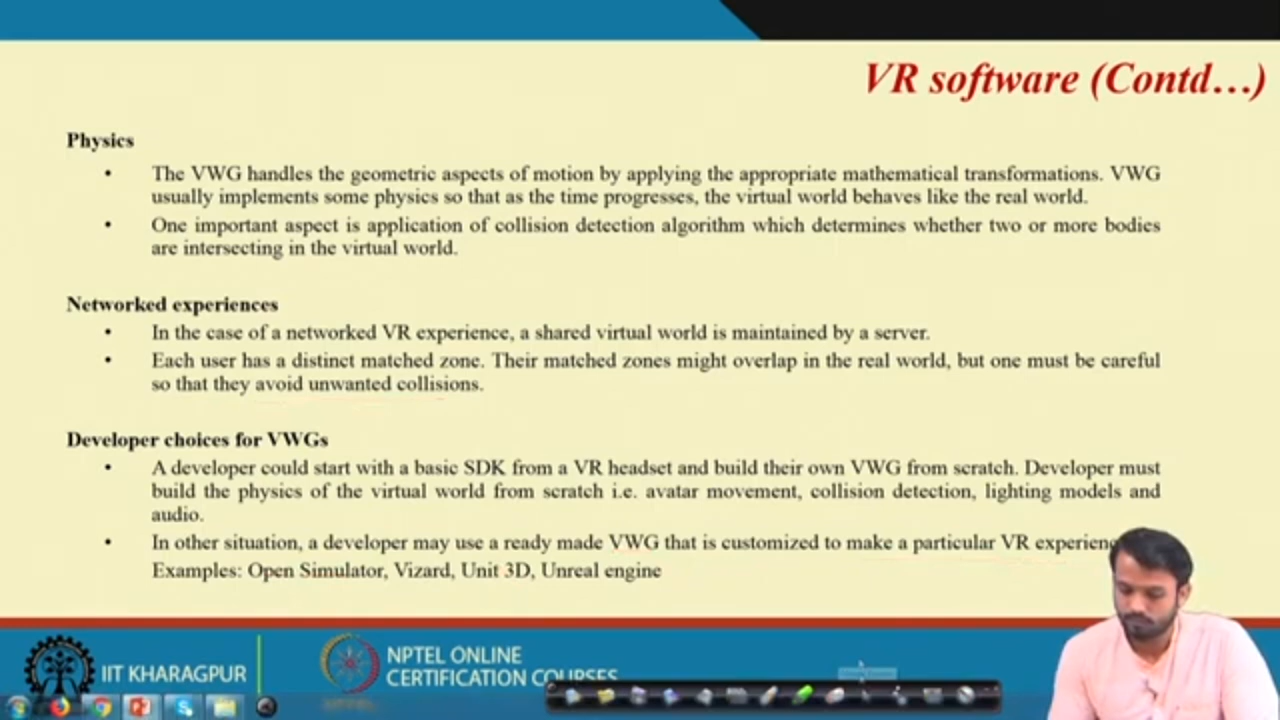 VR software (Contd...)
Physics
• The VWG handles the geometric aspects of motion by applying the appropriate mathematical transformations. VWG
usually implements some physics so that as the time progresses, the virtual world behaves like the real world.
• One important aspect is application of collision detection algorithm which determines whether two or more bodies
are intersecting in the virtual world.
Networked experiences
• In the case of a networked VR experience, a shared virtual world is maintained by a server.
• Each user has a distinct matched zone. Their matched zones might overlap in the real world, but one must be careful
so that they avoid unwanted collisions.
Developer choices for VWGs
• A developer could start with a basic SDK from a VR headset and build their own VWG from scratch. Developer must
build the physics of the virtual world from scratch i.e. avatar movement, collision detection, lighting models and
audio.
• In other situation, a developer may use a ready made VWG that is customized to make a particular VR experienc
Examples: Open Simulator, Vizard, Unit 3D, Unreal engine
IIT KHARAGPUR
NPTEL ONLINE
CERTIFICATION COURSES